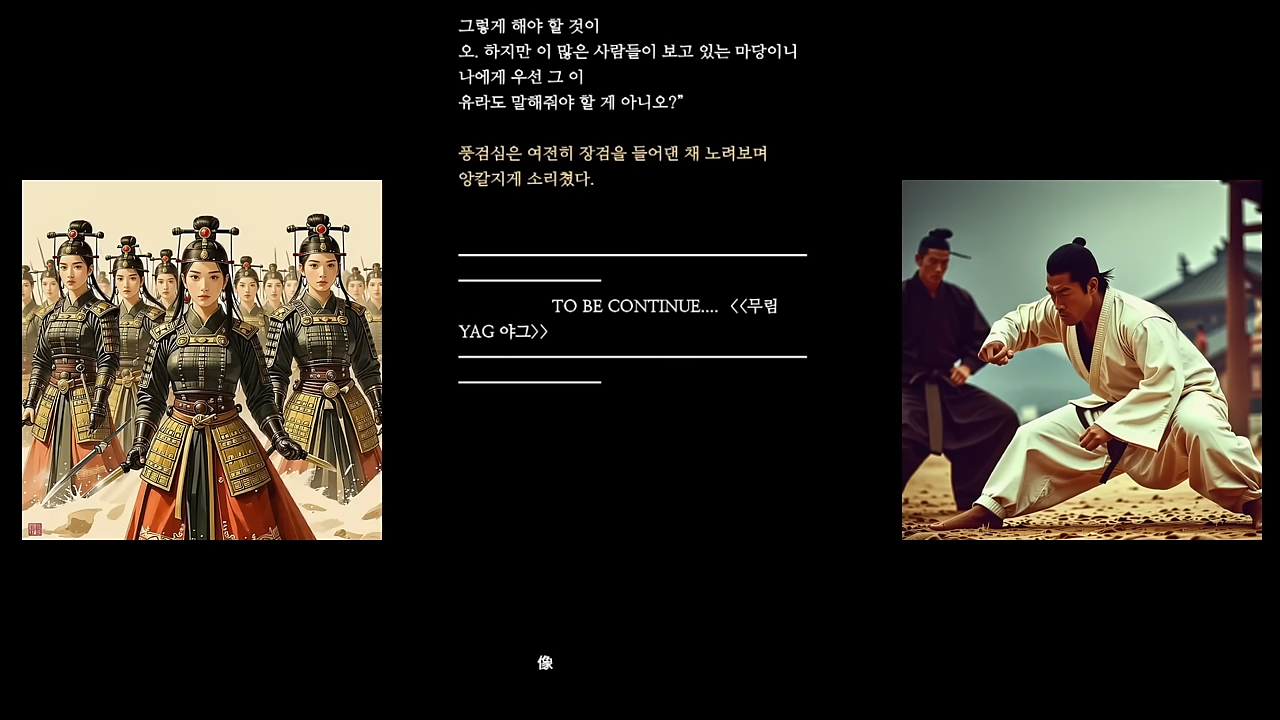 그렇게 해야 할 것이
오. 하지만 이 많은 사람들이 보고 있는 마당이니
나에게 우선 그 이
유라도 말해줘야 할 게 아니오?”
풍검심은 여전히 장검을 들어댄 채 노려보며
앙칼지게 소리쳤다.
TO BE CONTINUE.... <<무림
YAG 야그>>
像